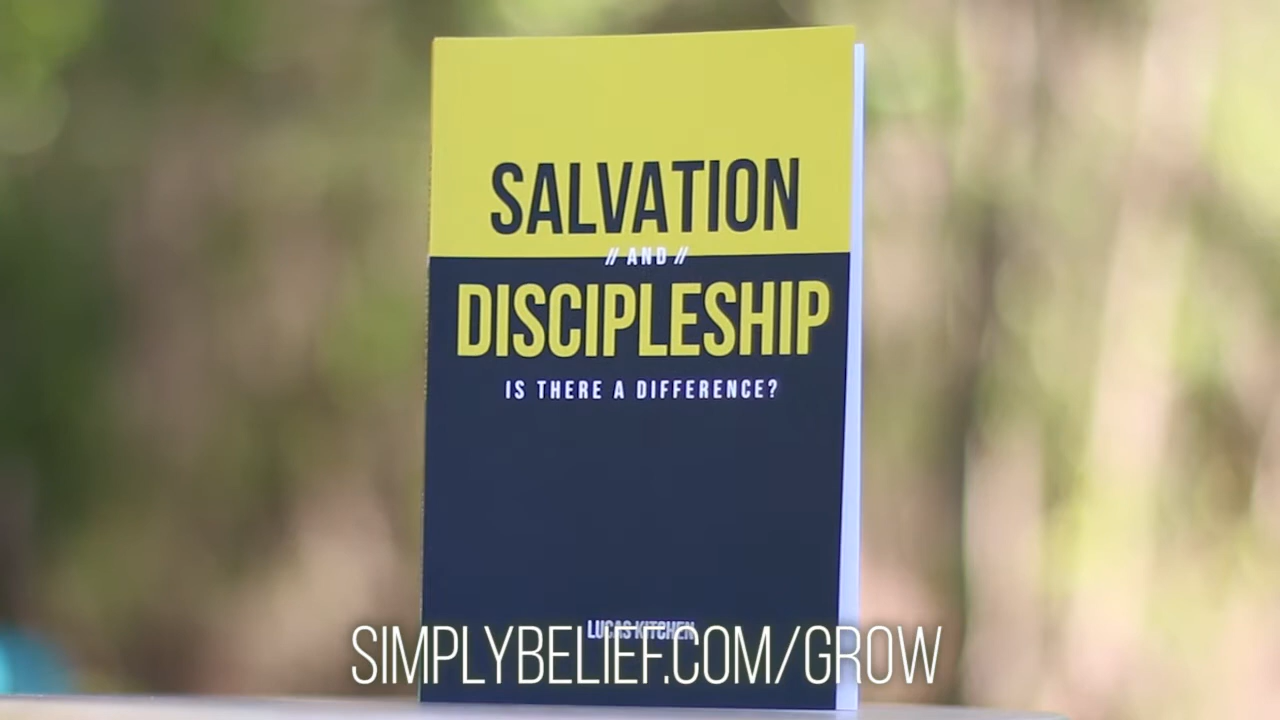 SALVATION
// AND //
DISCIPLESHIP
IS THERE A DIFFERENCE?
LUCAS KITCHEN
SIMPLYBELIEF.COM/GROW